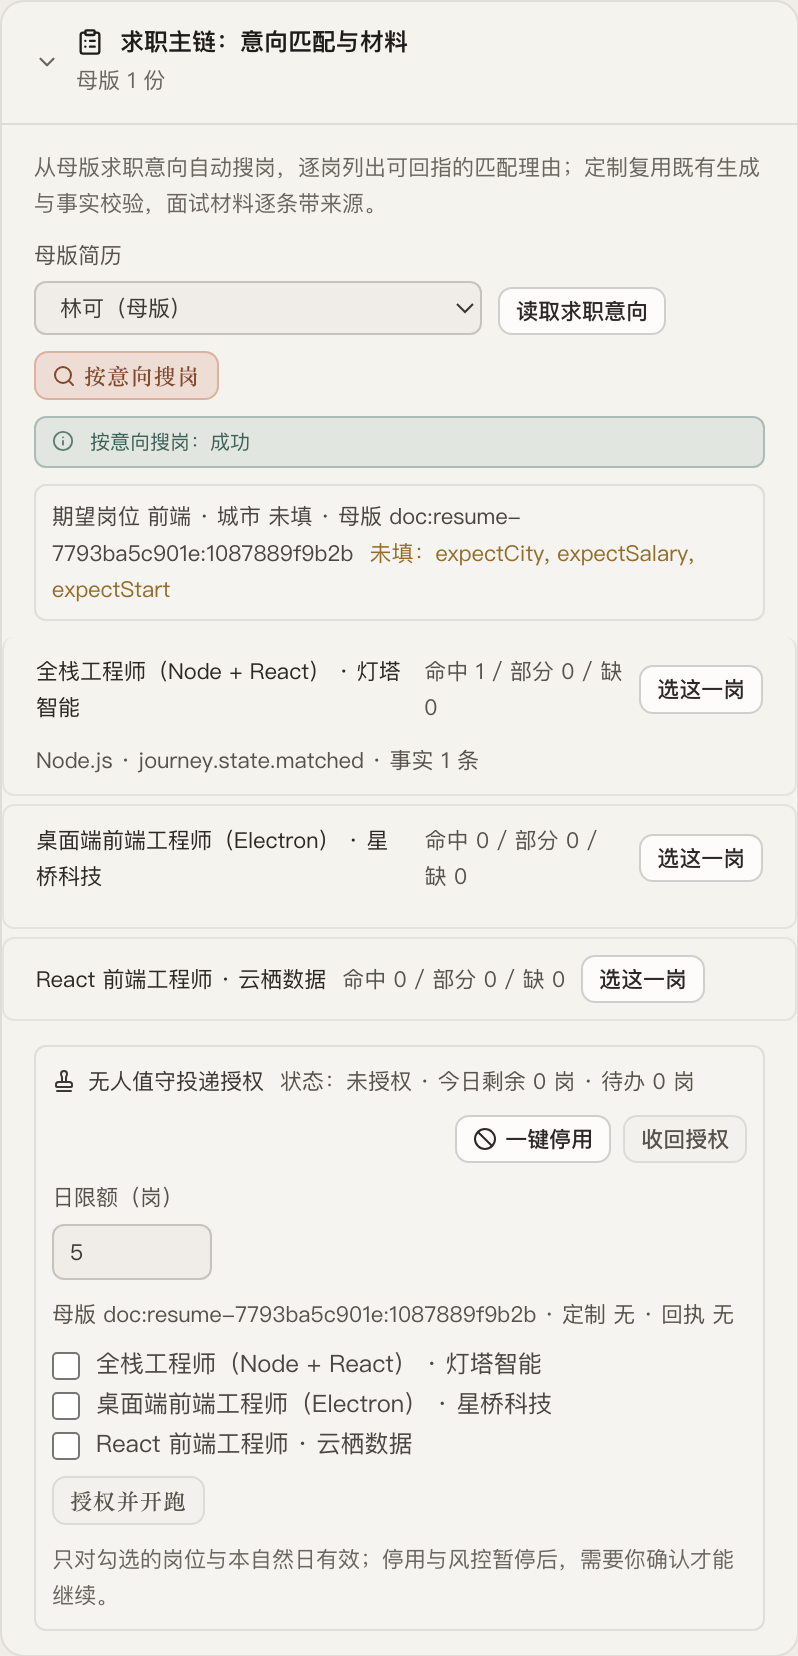 求职主链：意向匹配与材料
母版 1 份
从母版求职意向自动搜岗，逐岗列出可回指的匹配理由；定制复用既有生成
与事实校验，面试材料逐条带来源。
母版简历
林可（母版）
读取求职意向
按意向搜岗
按意向搜岗：成功
期望岗位 前端 · 城市 未填 · 母版 doc:resume-
7793ba5c901e:1087889f9b2b 未填：expectCity, expectSalary,
expectStart
全栈工程师（Node + React） · 灯塔
智能
命中 1 / 部分 0 / 缺
0
选这一岗
Node.js · journey.state.matched · 事实 1 条
桌面端前端工程师（Electron） · 星
桥科技
命中 0 / 部分 0 /
缺 0
选这一岗
React 前端工程师 · 云栖数据 命中 0 / 部分 0 / 缺 0 选这一岗
无人值守投递授权 状态：未授权 · 今日剩余 0 岗 · 待办 0 岗
一键停用 收回授权
日限额（岗）
5
母版 doc:resume-7793ba5c901e:1087889f9b2b · 定制 无 · 回执 无
全栈工程师（Node + React） · 灯塔智能
桌面端前端工程师（Electron） · 星桥科技
React 前端工程师 · 云栖数据
授权并开跑
只对勾选的岗位与本自然日有效；停用与风控暂停后，需要你确认才能
继续。